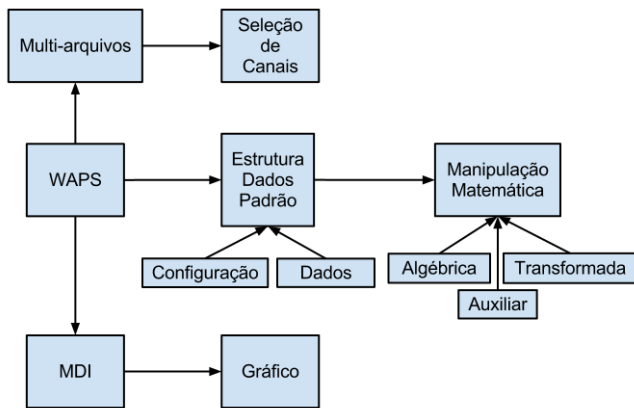 Multi-arquivos
Seleção
de
Canais
WAPS
Estrutura
Dados
Padrão
Manipulação
Matemática
Configuração
Dados
Algébrica
Transformada
Auxiliar
MDI
Gráfico